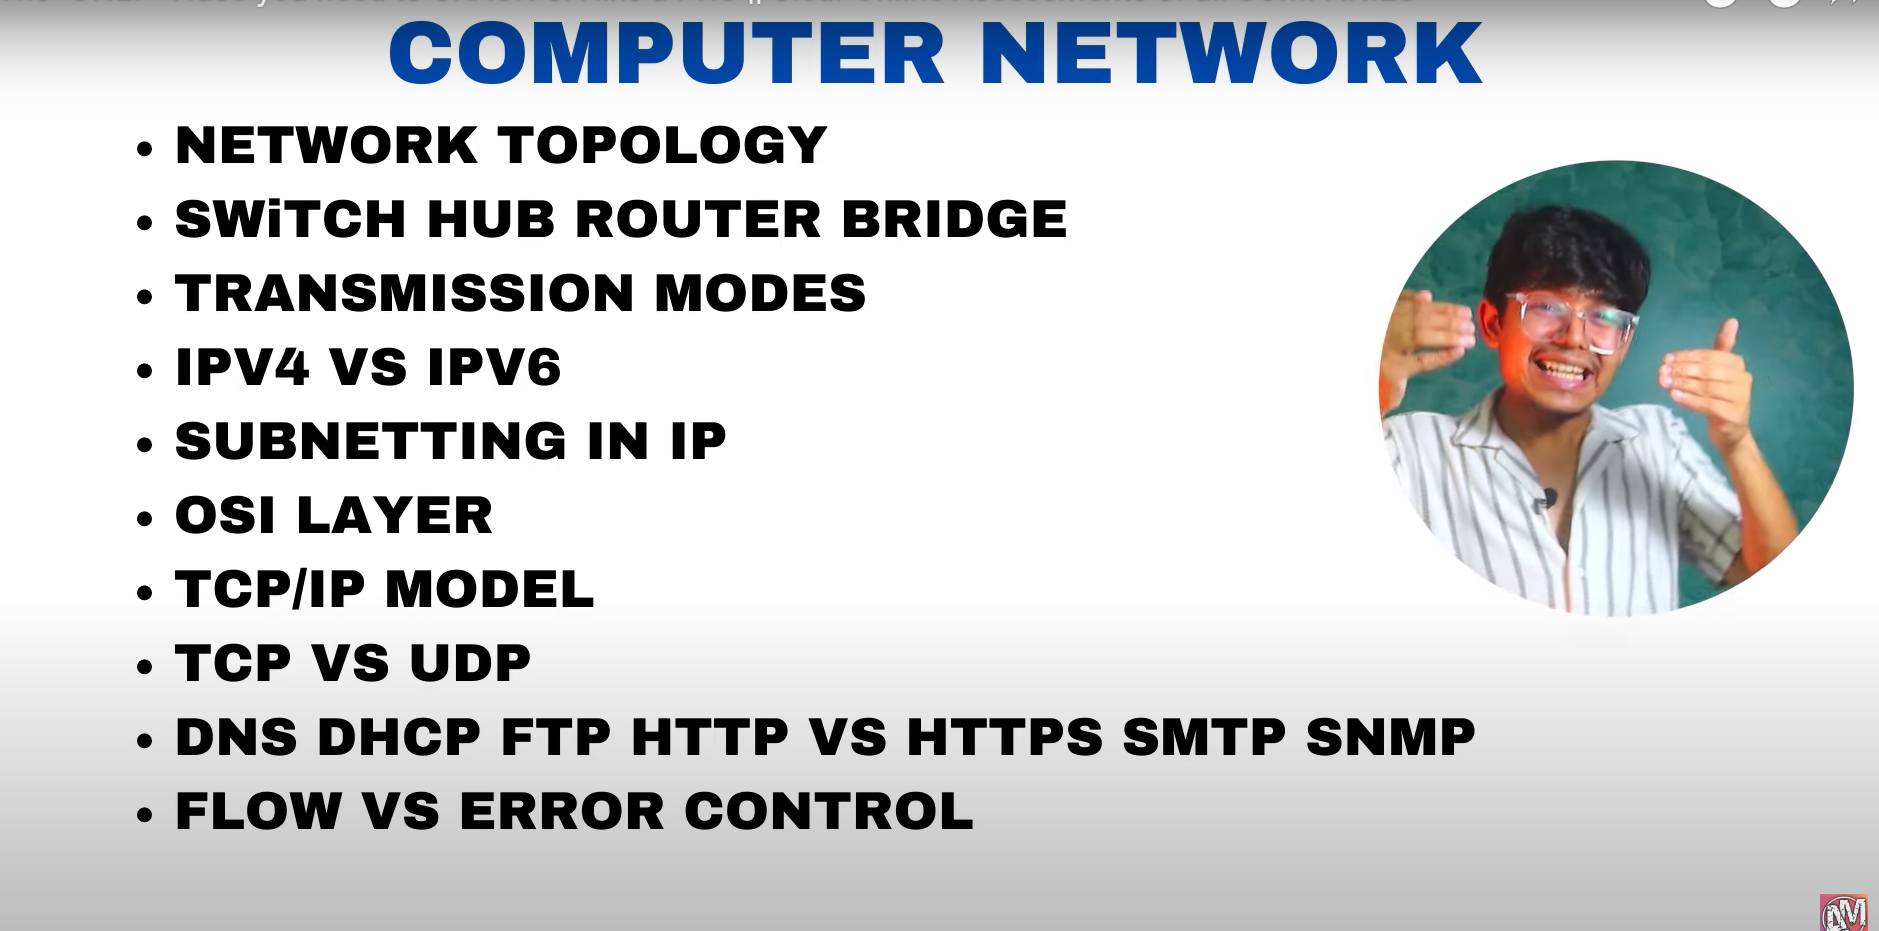 COMPUTER NETWORK
• NETWORK TOPOLOGY
• SWiTCH HUB ROUTER BRIDGE
• TRANSMISSION MODES
• IPV4 VS IPV6
• SUBNETTING IN IP
• OSI LAYER
• TCP/IP MODEL
• TCP VS UDP
• DNS DHCP FTP HTTP VS HTTPS SMTP SNMP
• FLOW VS ERROR CONTROL